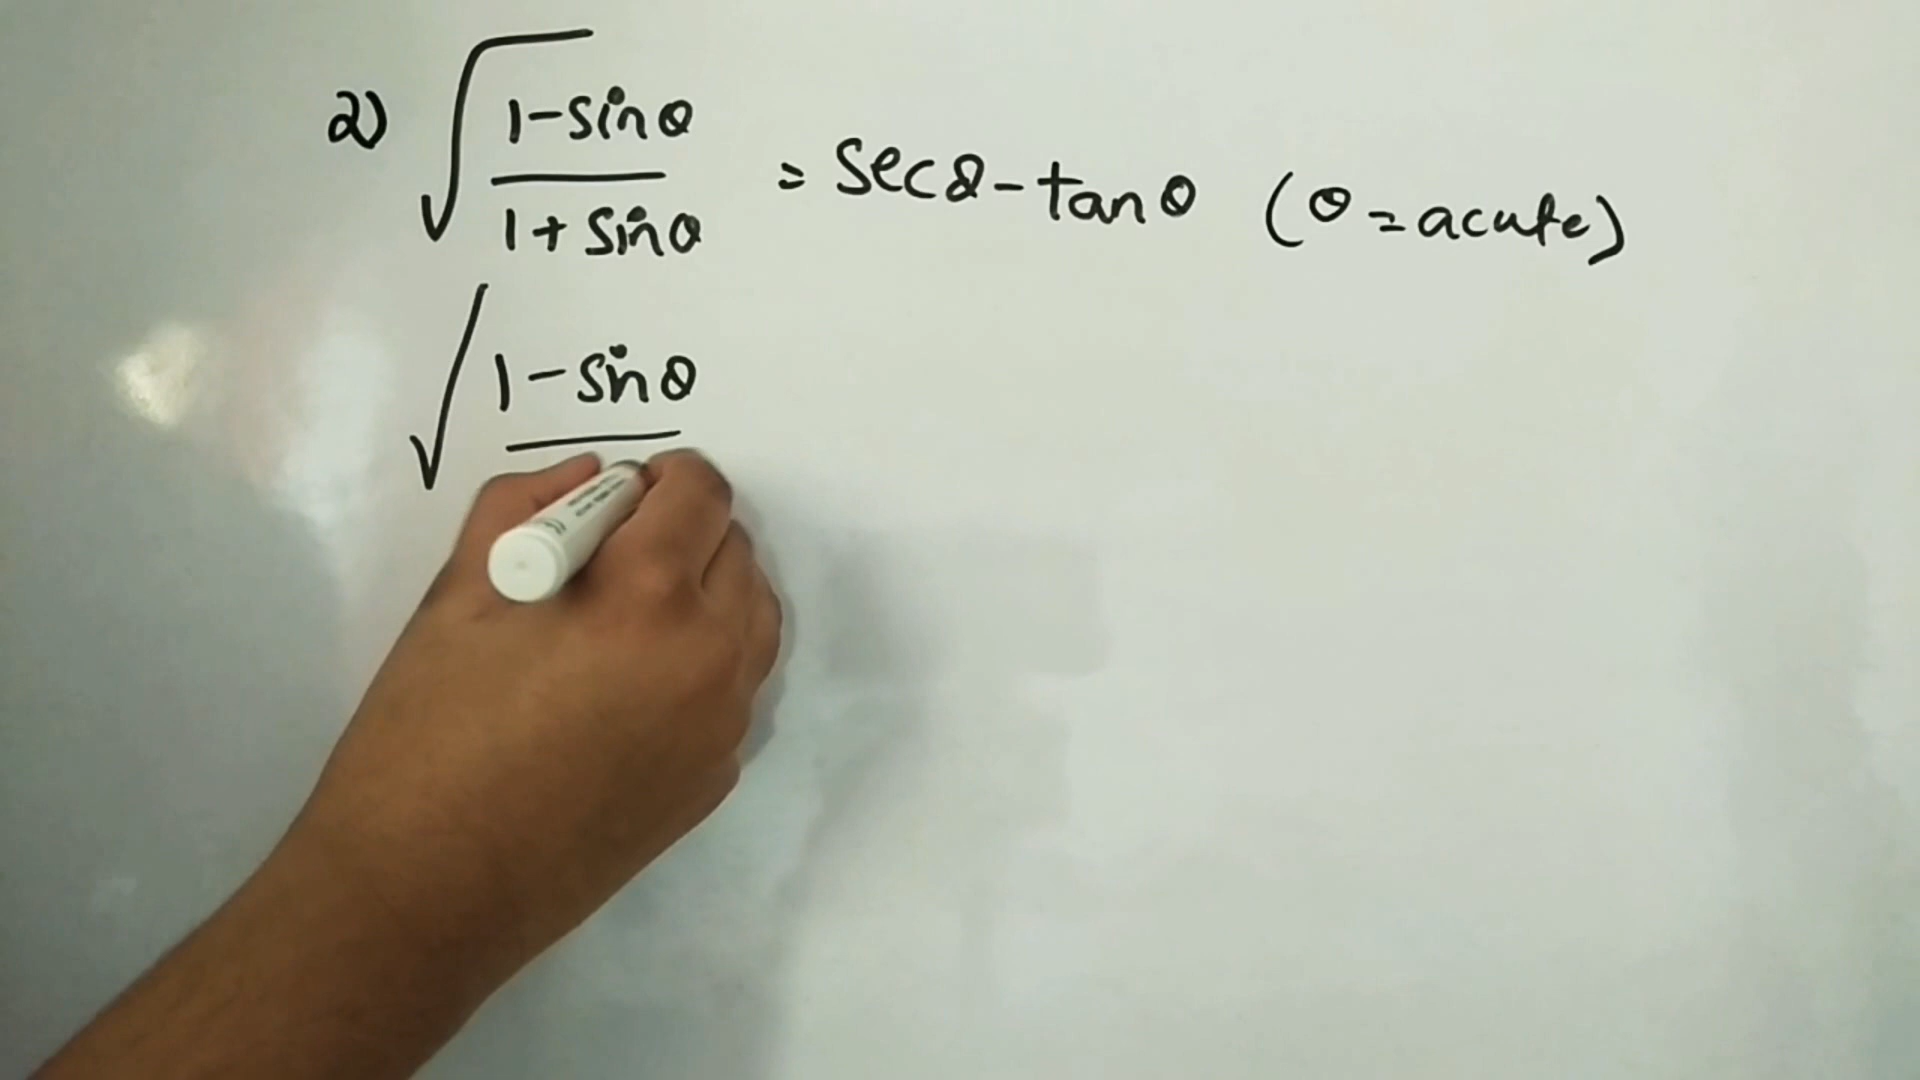 2) √(1-sinθ / 1+sinθ) = secθ-tanθ (θ=acute)
√(1-sinθ /